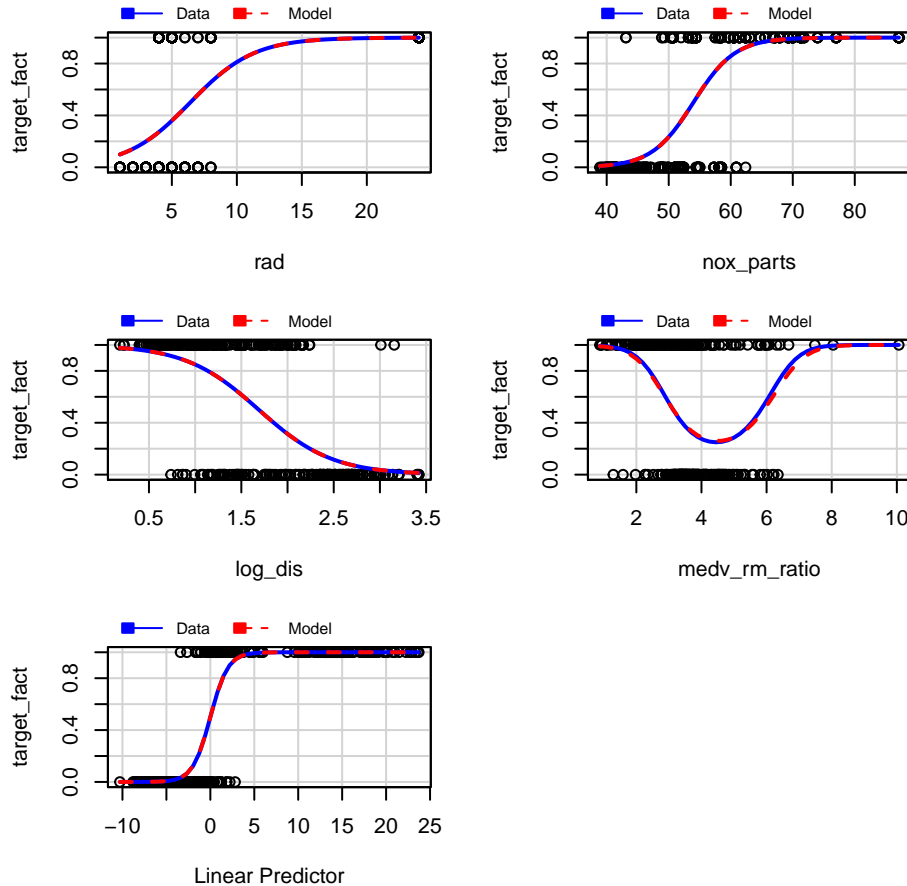 Data Model Data Model
target_fact 0.0 0.4 0.8 target_fact 0.0 0.4 0.8
5 10 15 20 40 50 60 70 80
rad nox_parts
Data Model Data Model
target_fact 0.0 0.4 0.8 target_fact 0.0 0.4 0.8
0.5 1.5 2.5 3.5 2 4 6 8 10
log_dis medv_rm_ratio
Data Model
target_fact 0.0 0.4 0.8
−10 0 5 10 15 20 25
Linear Predictor